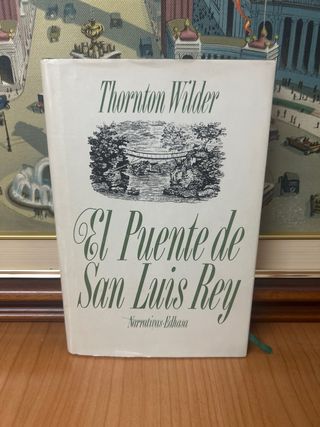 Thornton Wilder
El Puente de
San Luis Rey
Narrativas Edhasa